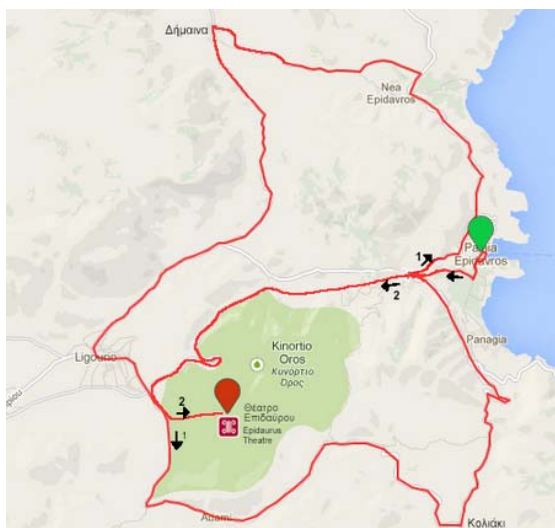 Δήμαινα
Nea
Epidavros
Palaia
Epidavros
1
2
Panagia
Kinortio
Oros
Κυνόρτιο
Όρος
Ligourio
2
Θέατρο
Επιδαύρου
Epidaurus
Theatre
1
Adami
Κολιάκι